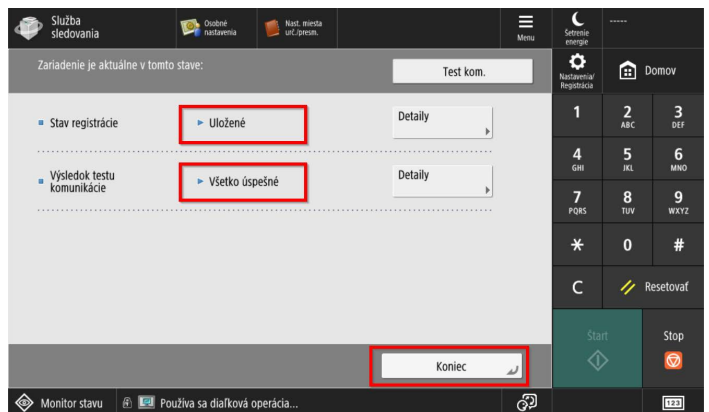 Služba
sledovania
Osobné
nastavenia
Nast. miesta
urč./presm.
Menu
Šetrenie
energie
-----
Zariadenie je aktuálne v tomto stave:
Test kom.
Nastavenia/
Registrácia
Domov
Stav registrácie
Uložené
Detaily
Výsledok testu
komunikácie
Všetko úspešné
Detaily
1
2
ABC
3
DEF
4
GHI
5
JKL
6
MNO
7
PQRS
8
TUV
9
WXYZ
*
0
#
C
Resetovať
Štart
Stop
Koniec
Monitor stavu
Používa sa diaľková operácia...
123